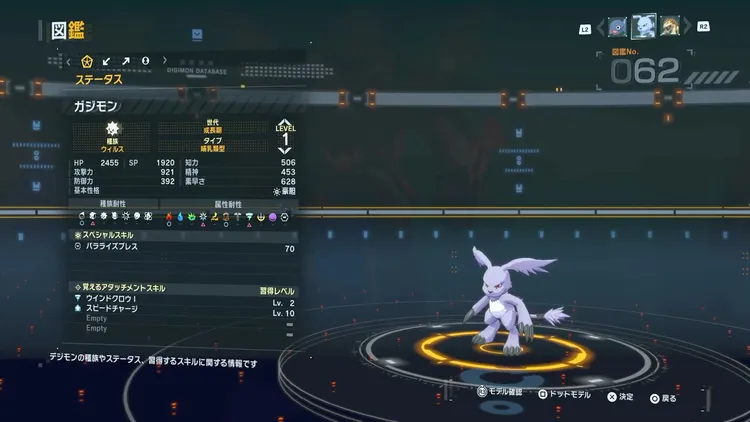 図鑑
L2
R2
図鑑No.
062
DIGIMON DATABASE
ステータス
ガジモン
種族
ウイルス
世代
成長期
タイプ
哺乳類型
LEVEL
1
HP 2455 SP 1920 知力 506
攻撃力 921 精神 453
防御力 392 素早さ 628
基本性格 豪胆
種族耐性 属性耐性
スペシャルスキル
パラライズブレス 70
覚えるアタッチメントスキル 習得レベル
ウインドクロウⅠ Lv. 2
スピードチャージ Lv. 10
Empty
Empty
デジモンの種族やステータス、習得するスキルに関する情報です
R3 モデル確認 ドットモデル 決定 戻る